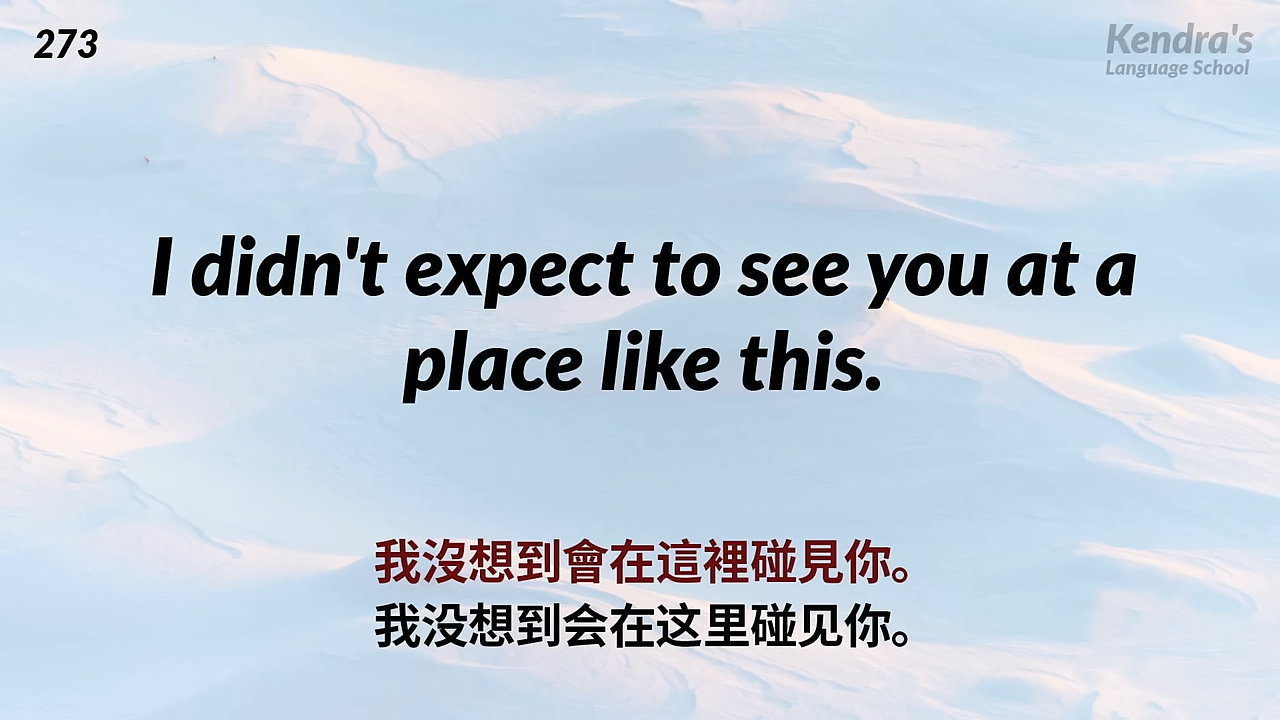 273
Kendra's
Language School
I didn't expect to see you at a
place like this.
我沒想到會在這裡碰見你。
我没想到会在这里碰见你。